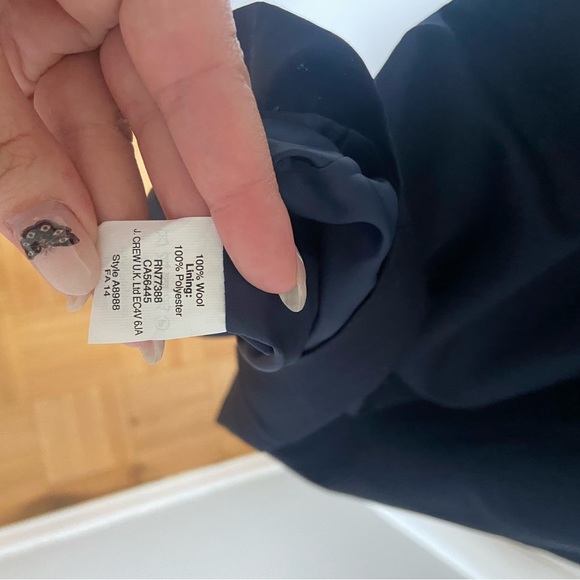 100% Wool
Lining:
100% Polyester
RN77388
CA56445
J. CREW U.K. Ltd EC4V 6JA
Style A8988
FA 14